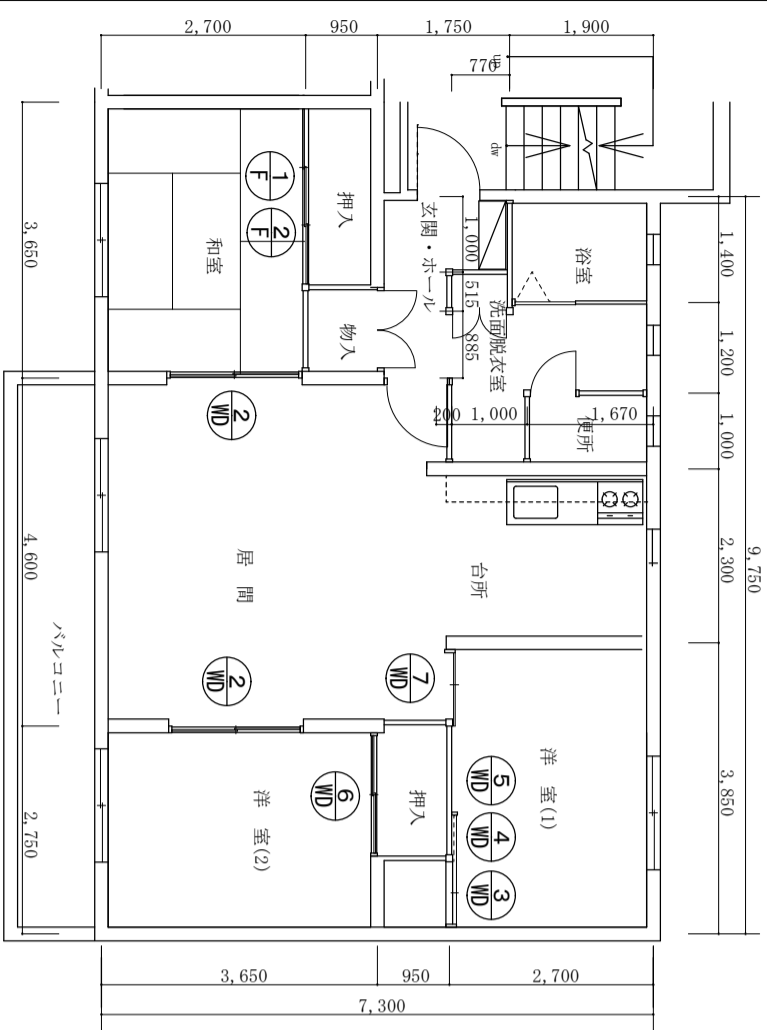 2,700
950
1,750
1,900
770
up
dw
押入
1
F
2
F
和室
玄関・ホール
物入
浴室
洗面脱衣室
便所
1,000
515
885
200
1,000
1,670
1,400
1,200
1,000
2,300
3,850
9,750
3,650
4,600
2,750
2
WD
居間
台所
バルコニー
2
WD
7
WD
押入
洋室(1)
5
WD
4
WD
3
WD
6
WD
洋室(2)
3,650
950
2,700
7,300